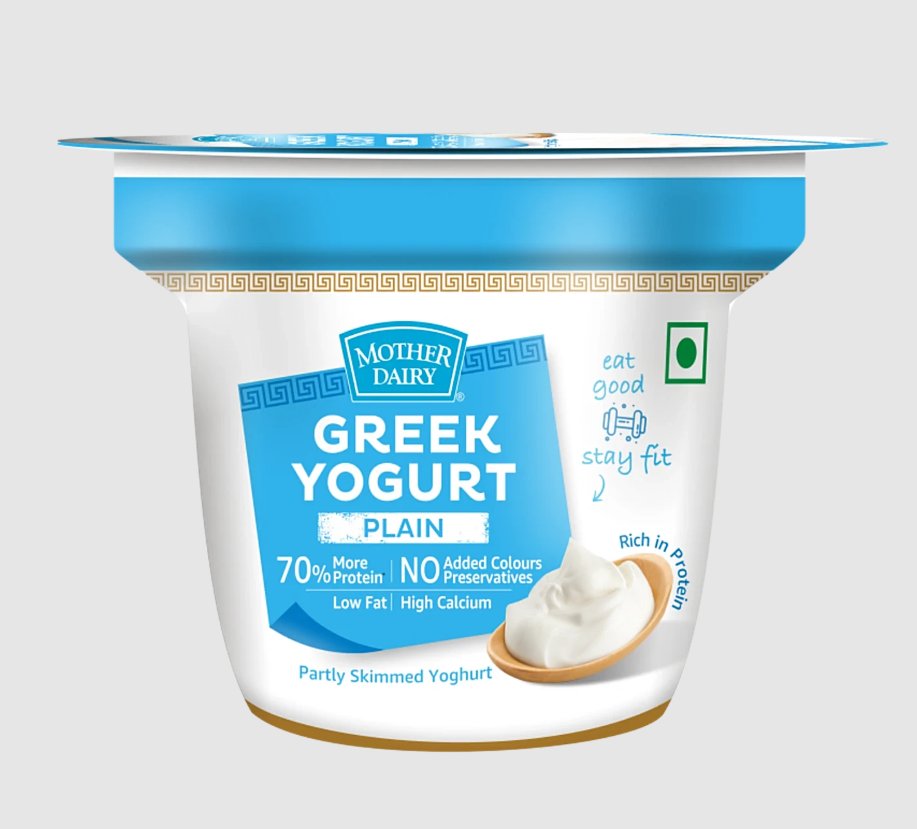 MOTHER
DAIRY
®
GREEK
YOGURT
PLAIN
70% More Protein | NO Added Colours Preservatives
Low Fat | High Calcium
eat
good
stay fit
Rich in Protein
Partly Skimmed Yoghurt